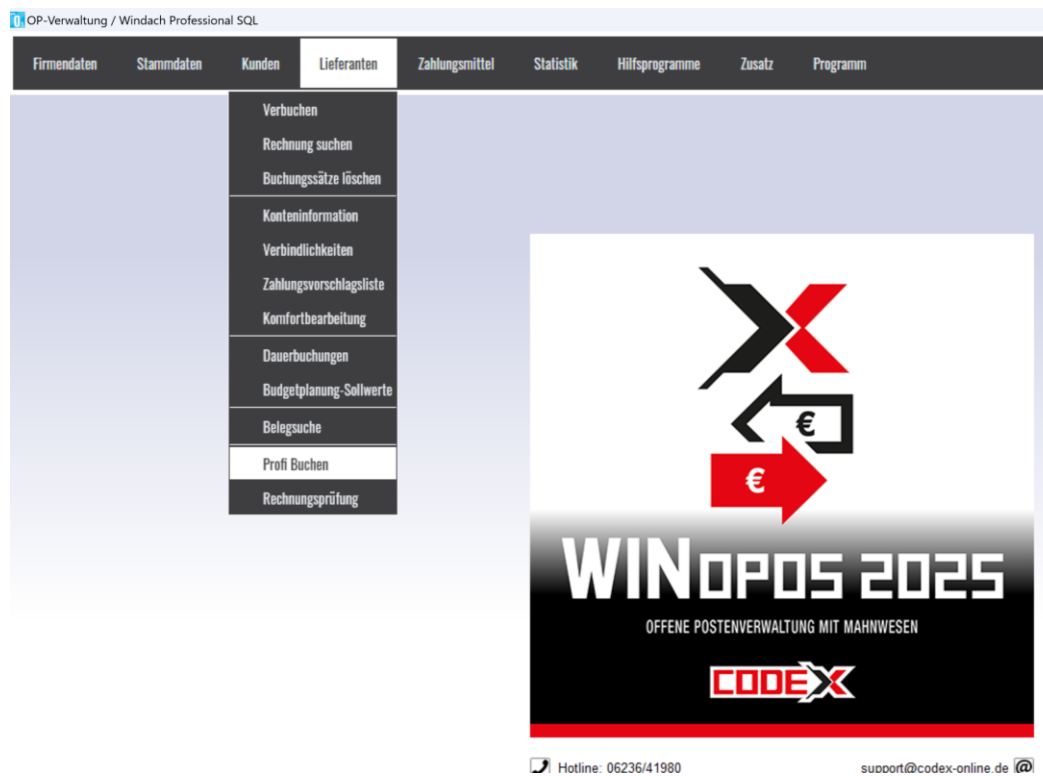 OP-Verwaltung / Windach Professional SQL
Firmendaten Stammdaten Kunden Lieferanten Zahlungsmittel Statistik Hilfsprogramme Zusatz Programm
Verbuchen
Rechnung suchen
Buchungssätze löschen
Konteninformation
Verbindlichkeiten
Zahlungsvorschlagsliste
Komfortbearbeitung
Dauerbuchungen
Budgetplanung-Sollwerte
Belegsuche
Profi Buchen
Rechnungsprüfung
€
€
WINOPOS 2025
OFFENE POSTENVERWALTUNG MIT MAHNWESEN
CODEX
Hotline: 06236/41980 support@codex-online.de @